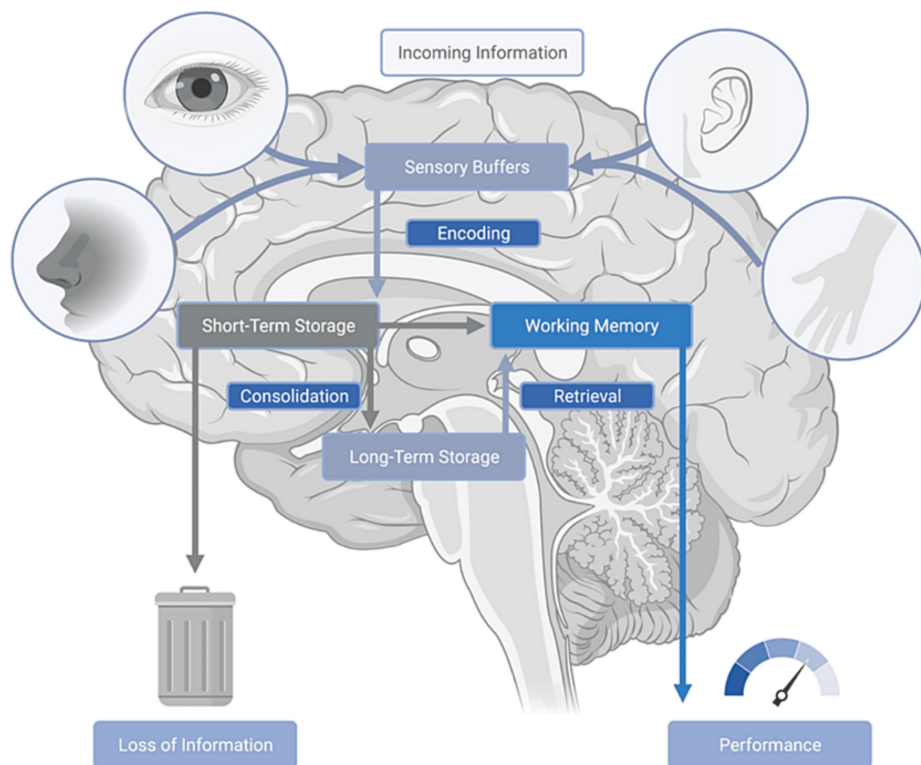 Incoming Information
Sensory Buffers
Encoding
Short-Term Storage
Working Memory
Consolidation
Retrieval
Long-Term Storage
Loss of Information
Performance